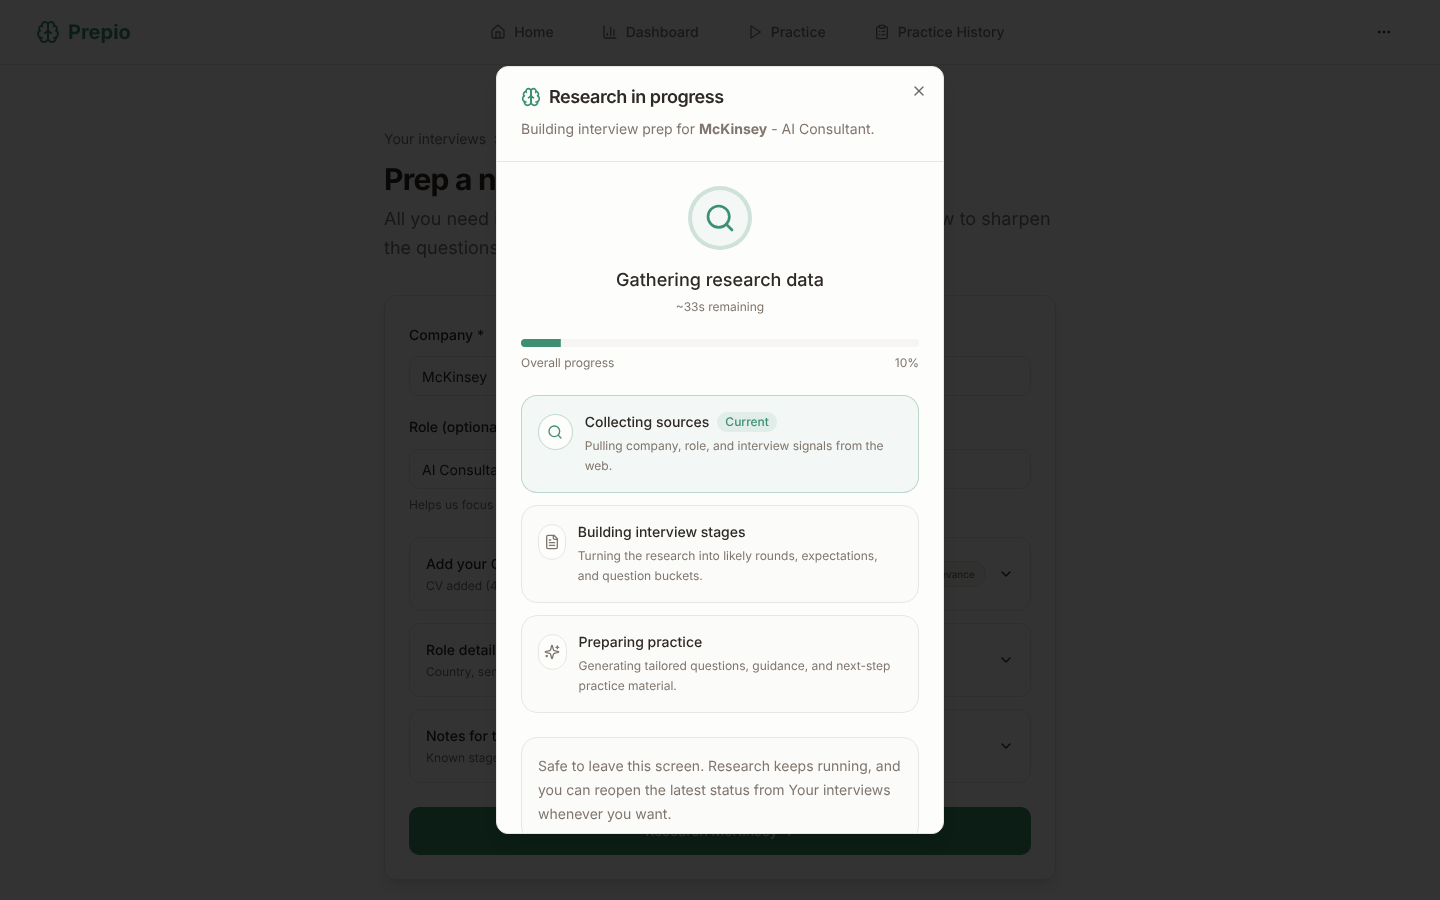 Prepio
Home
Dashboard
Practice
Practice History
Research in progress
Building interview prep for McKinsey - AI Consultant.
Your interviews
Prep a n
All you need
w to sharpen
the questions
Gathering research data
~33s remaining
Overall progress
10%
Company *
McKinsey
Role (optiona
AI Consulta
Helps us focus
Collecting sources
Current
Pulling company, role, and interview signals from the
web.
Building interview stages
Turning the research into likely rounds, expectations,
and question buckets.
Add your C
CV added (4
vance
Preparing practice
Generating tailored questions, guidance, and next-step
practice material.
Role detail
Country, sen
Notes for t
Known stage
Safe to leave this screen. Research keeps running, and
you can reopen the latest status from Your interviews
whenever you want.